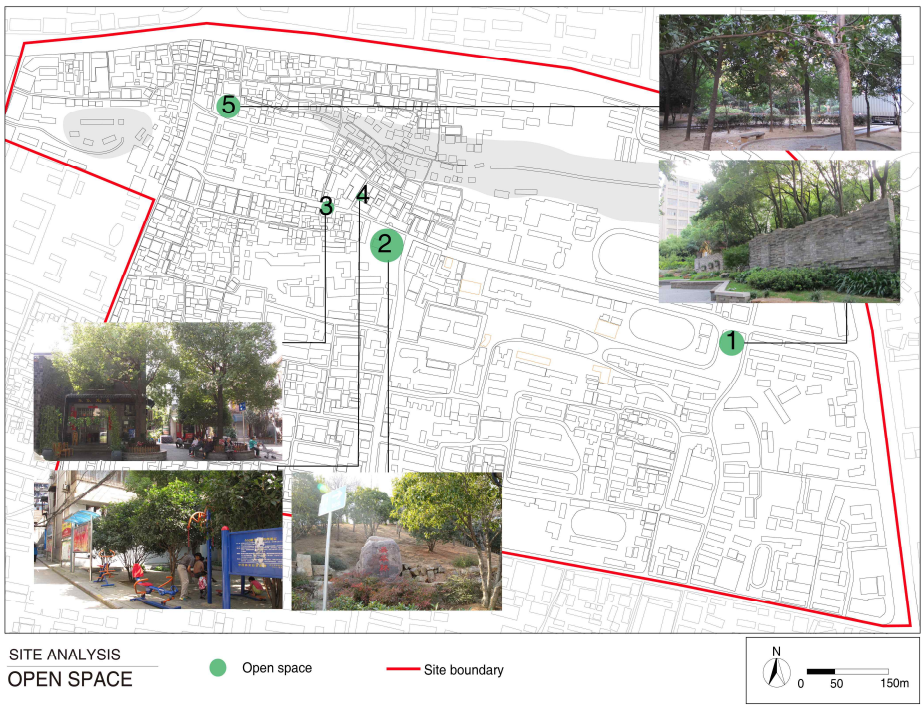 5
3
4
2
1
SITE ANALYSIS
OPEN SPACE
Open space
Site boundary
N
0 50 150m